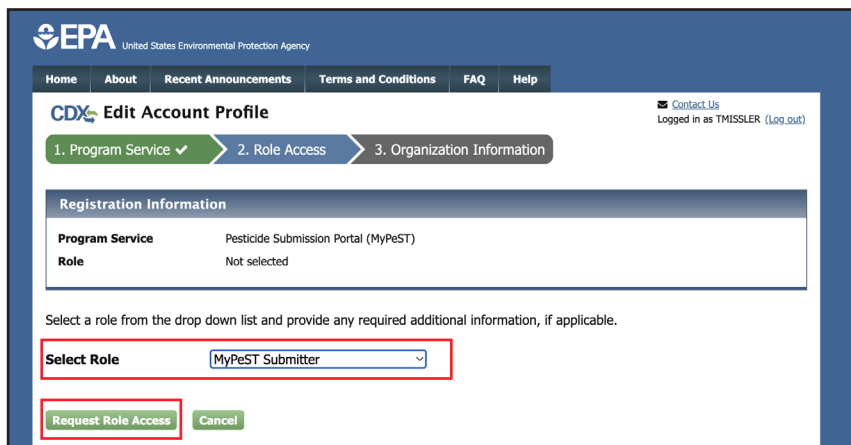 EPA United States Environmental Protection Agency
Home About Recent Announcements Terms and Conditions FAQ Help
CDX Edit Account Profile
Contact Us
Logged in as TMISSLER (Log out)
1. Program Service ✔ 2. Role Access 3. Organization Information
Registration Information
Program Service Pesticide Submission Portal (MyPeST)
Role Not selected
Select a role from the drop down list and provide any required additional information, if applicable.
Select Role MyPeST Submitter
Request Role Access Cancel